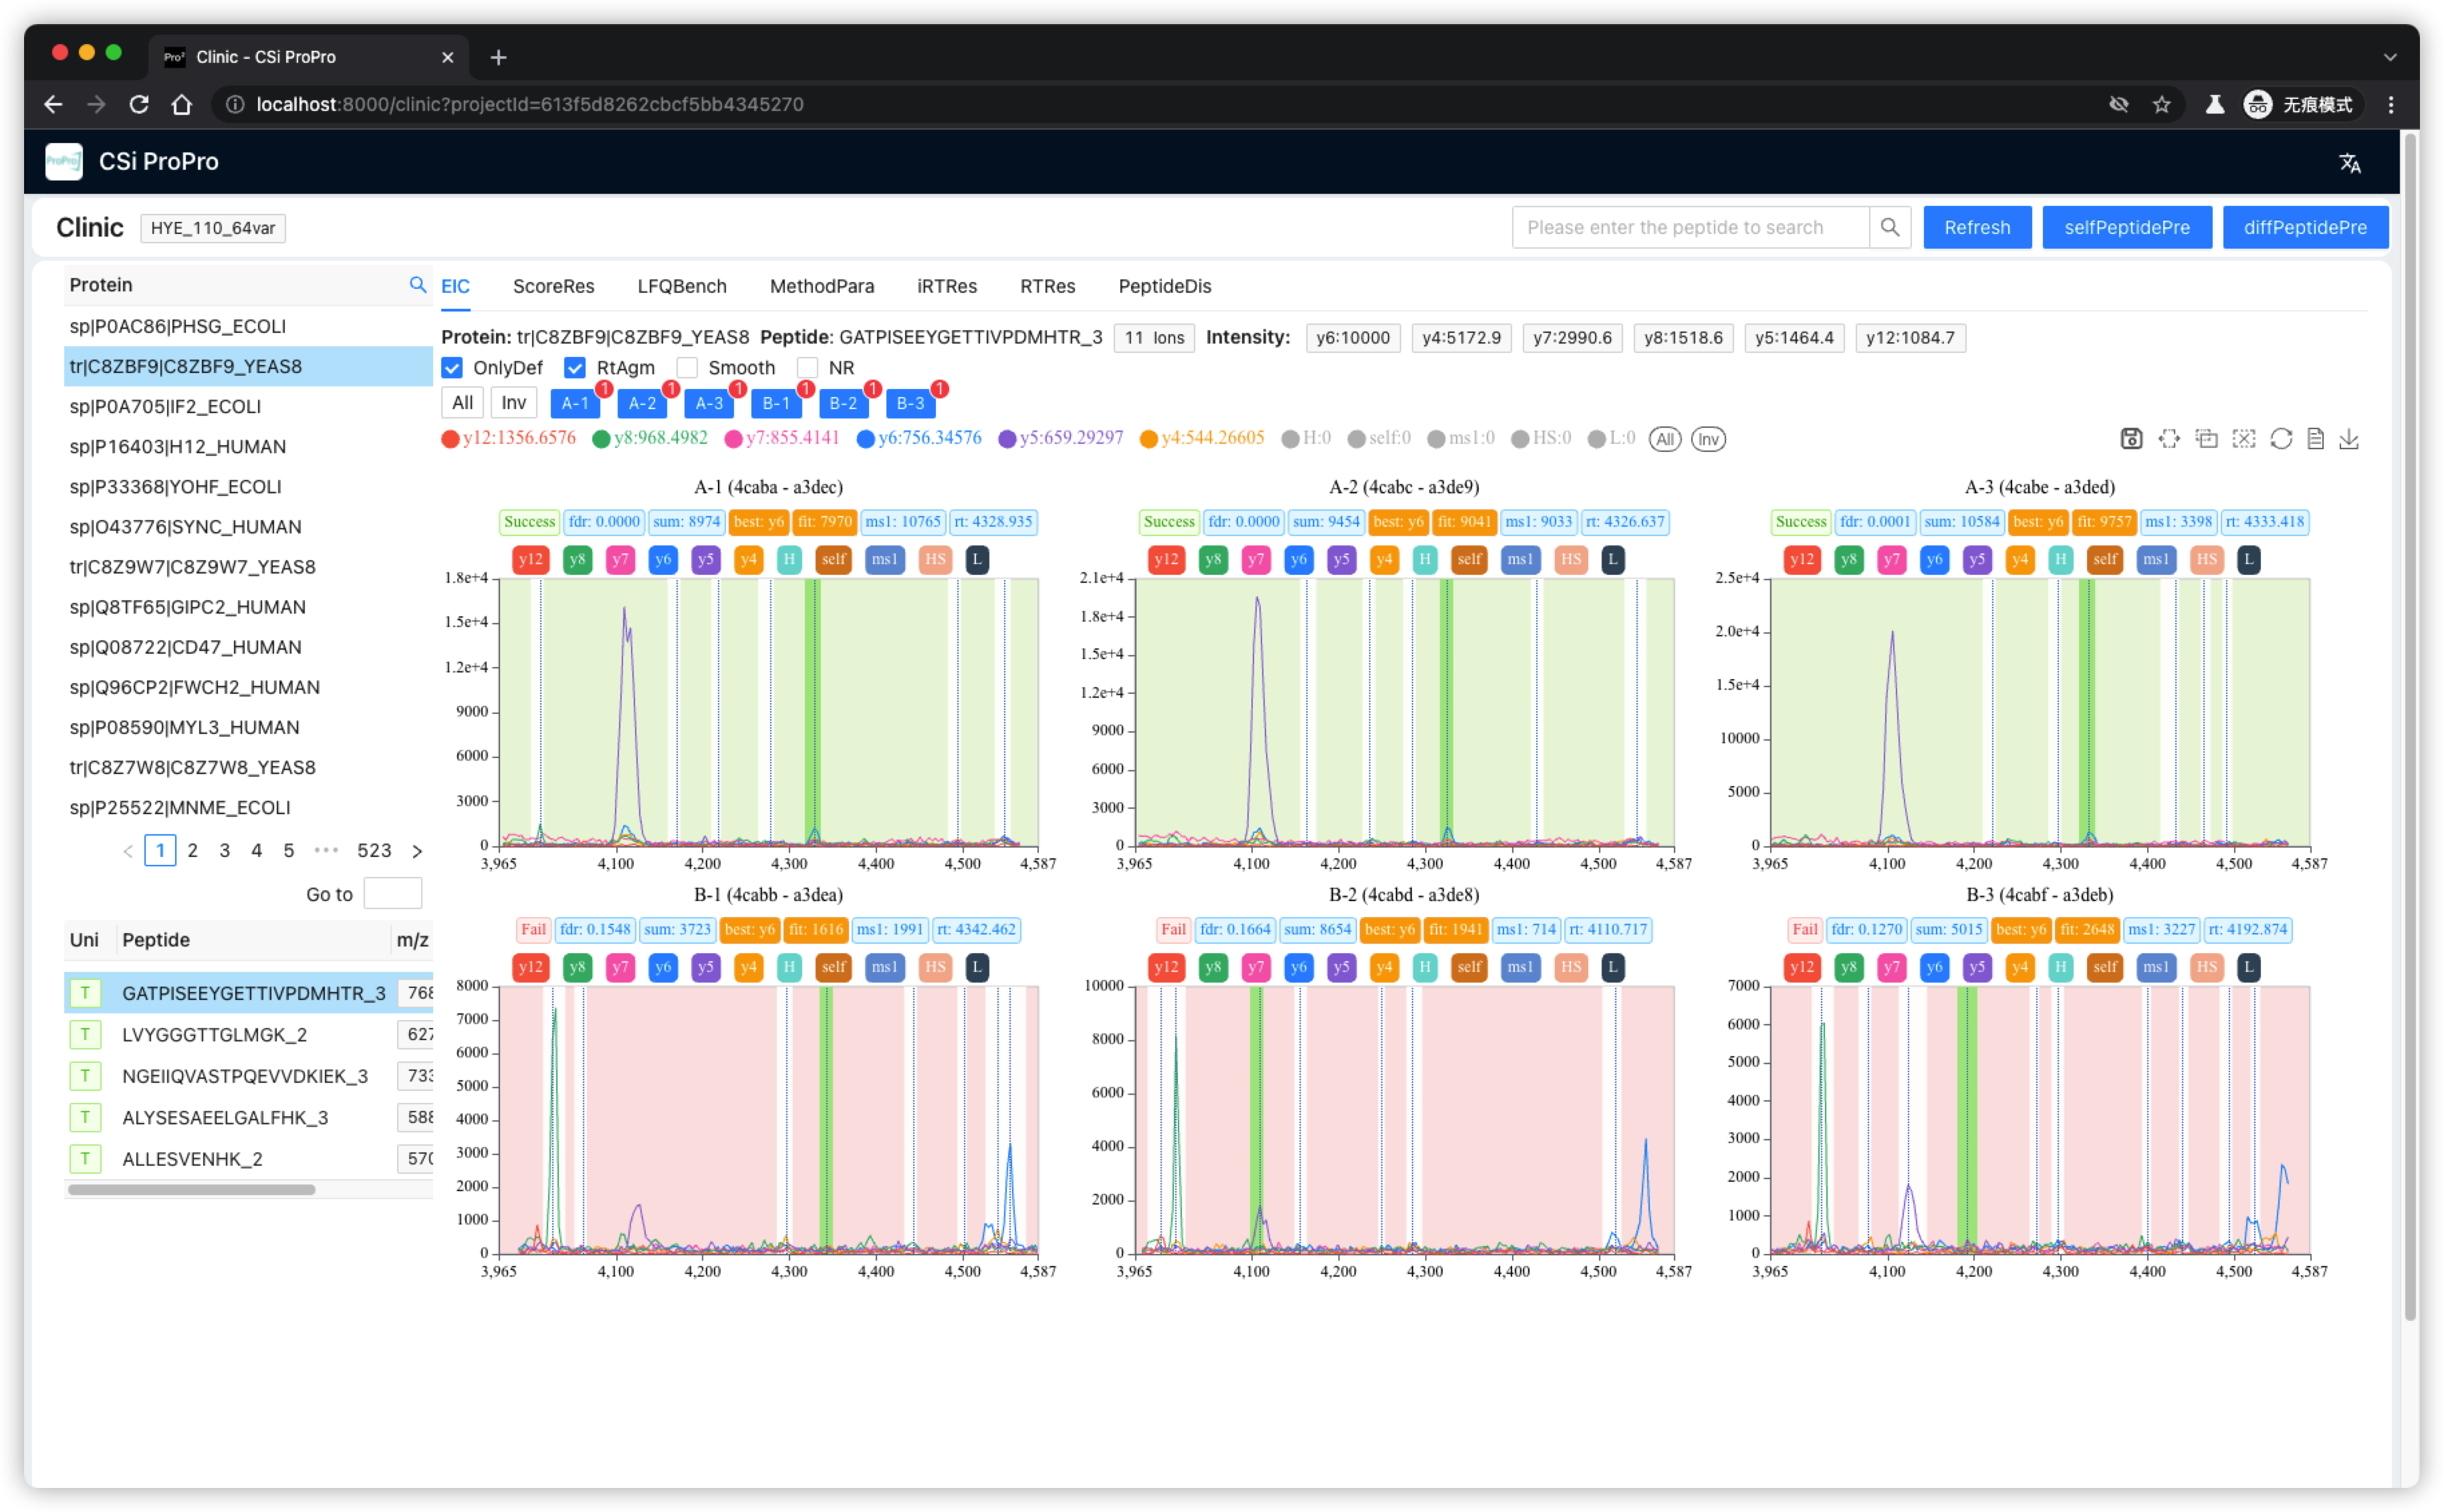 Pro² Clinic - CSi ProPro
localhost:8000/clinic?projectId=613f5d8262cbcf5bb4345270 无痕模式
ProPro CSi ProPro
Clinic HYE_110_64var Please enter the peptide to search Refresh selfPeptidePre diffPeptidePre
Protein
sp|P0AC86|PHSG_ECOLI
tr|C8ZBF9|C8ZBF9_YEAS8
sp|P0A705|IF2_ECOLI
sp|P16403|H12_HUMAN
sp|P33368|YOHF_ECOLI
sp|O43776|SYNC_HUMAN
tr|C8Z9W7|C8Z9W7_YEAS8
sp|Q8TF65|GIPC2_HUMAN
sp|Q08722|CD47_HUMAN
sp|Q96CP2|FWCH2_HUMAN
sp|P08590|MYL3_HUMAN
tr|C8Z7W8|C8Z7W8_YEAS8
sp|P25522|MNME_ECOLI
1 2 3 4 5 ••• 523
Go to
Uni Peptide m/z
T GATPISEEYGETTIVPDMHTR_3 768
T LVYGGGTTGLMGK_2 627
T NGEIIQVASTPQEVVDKIEK_3 733
T ALYSESAEELGALFHK_3 588
T ALLESVENHK_2 570
EIC ScoreRes LFQBench MethodPara iRTRes RTRes PeptideDis
Protein: tr|C8ZBF9|C8ZBF9_YEAS8 Peptide: GATPISEEYGETTIVPDMHTR_3 11 Ions Intensity: y6:10000 y4:5172.9 y7:2990.6 y8:1518.6 y5:1464.4 y12:1084.7
OnlyDef RtAgm Smooth NR
All Inv A-1 1 A-2 1 A-3 1 B-1 1 B-2 1 B-3 1
y12:1356.6576 y8:968.4982 y7:855.4141 y6:756.34576 y5:659.29297 y4:544.26605 H:0 self:0 ms1:0 HS:0 L:0 All Inv
A-1 (4caba - a3dec)
Success fdr: 0.0000 sum: 8974 best: y6 fit: 7970 ms1: 10765 rt: 4328.935
y12 y8 y7 y6 y5 y4 H self ms1 HS L
1.8e+4
1.5e+4
1.2e+4
9000
6000
3000
0
3,965 4,100 4,200 4,300 4,400 4,500 4,587
A-2 (4cabc - a3de9)
Success fdr: 0.0000 sum: 9454 best: y6 fit: 9041 ms1: 9033 rt: 4326.637
y12 y8 y7 y6 y5 y4 H self ms1 HS L
2.1e+4
1.8e+4
1.5e+4
1.2e+4
9000
6000
3000
0
3,965 4,100 4,200 4,300 4,400 4,500 4,587
A-3 (4cabe - a3ded)
Success fdr: 0.0001 sum: 10584 best: y6 fit: 9757 ms1: 3398 rt: 4333.418
y12 y8 y7 y6 y5 y4 H self ms1 HS L
2.5e+4
2.0e+4
1.5e+4
10000
5000
0
3,965 4,100 4,200 4,300 4,400 4,500 4,587
B-1 (4cabb - a3dea)
Fail fdr: 0.1548 sum: 3723 best: y6 fit: 1616 ms1: 1991 rt: 4342.462
y12 y8 y7 y6 y5 y4 H self ms1 HS L
8000
7000
6000
5000
4000
3000
2000
1000
0
3,965 4,100 4,200 4,300 4,400 4,500 4,587
B-2 (4cabd - a3de8)
Fail fdr: 0.1664 sum: 8654 best: y6 fit: 1941 ms1: 714 rt: 4110.717
y12 y8 y7 y6 y5 y4 H self ms1 HS L
10000
8000
6000
4000
2000
0
3,965 4,100 4,200 4,300 4,400 4,500 4,587
B-3 (4cabf - a3deb)
Fail fdr: 0.1270 sum: 5015 best: y6 fit: 2648 ms1: 3227 rt: 4192.874
y12 y8 y7 y6 y5 y4 H self ms1 HS L
7000
6000
5000
4000
3000
2000
1000
0
3,965 4,100 4,200 4,300 4,400 4,500 4,587